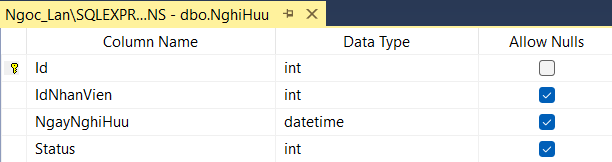 Ngoc_Lan\SQLEXPR...NS - dbo.NghiHuu
Column Name Data Type Allow Nulls
Id int
IdNhanVien int
NgayNghiHuu datetime
Status int